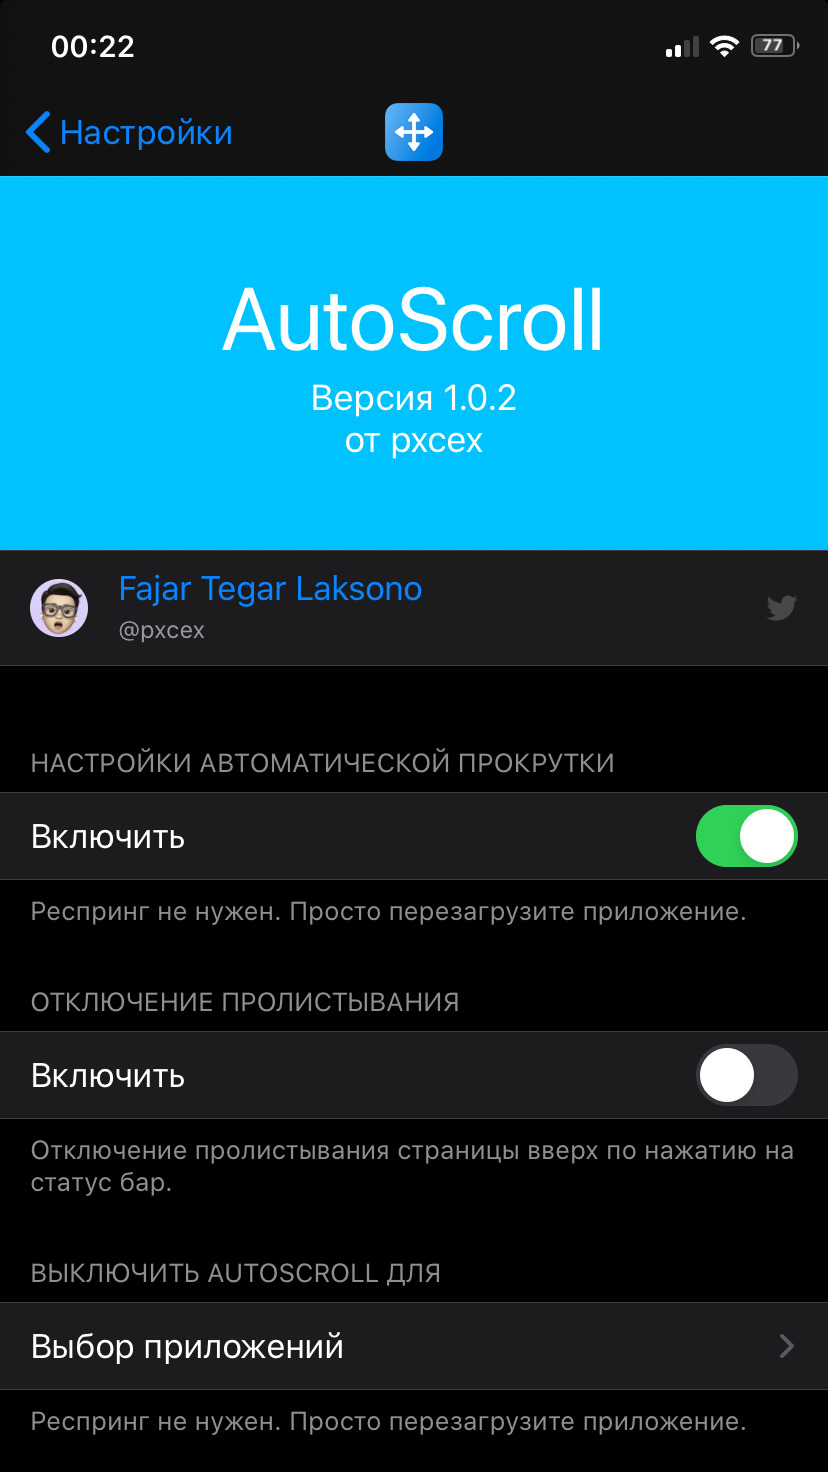 00:22
77
Настройки
AutoScroll
Версия 1.0.2
от pxcex
Fajar Tegar Laksono
@pxcex
НАСТРОЙКИ АВТОМАТИЧЕСКОЙ ПРОКРУТКИ
Включить
Респринг не нужен. Просто перезагрузите приложение.
ОТКЛЮЧЕНИЕ ПРОЛИСТЫВАНИЯ
Включить
Отключение пролистывания страницы вверх по нажатию на
статус бар.
ВЫКЛЮЧИТЬ AUTOSCROLL ДЛЯ
Выбор приложений
Респринг не нужен. Просто перезагрузите приложение.